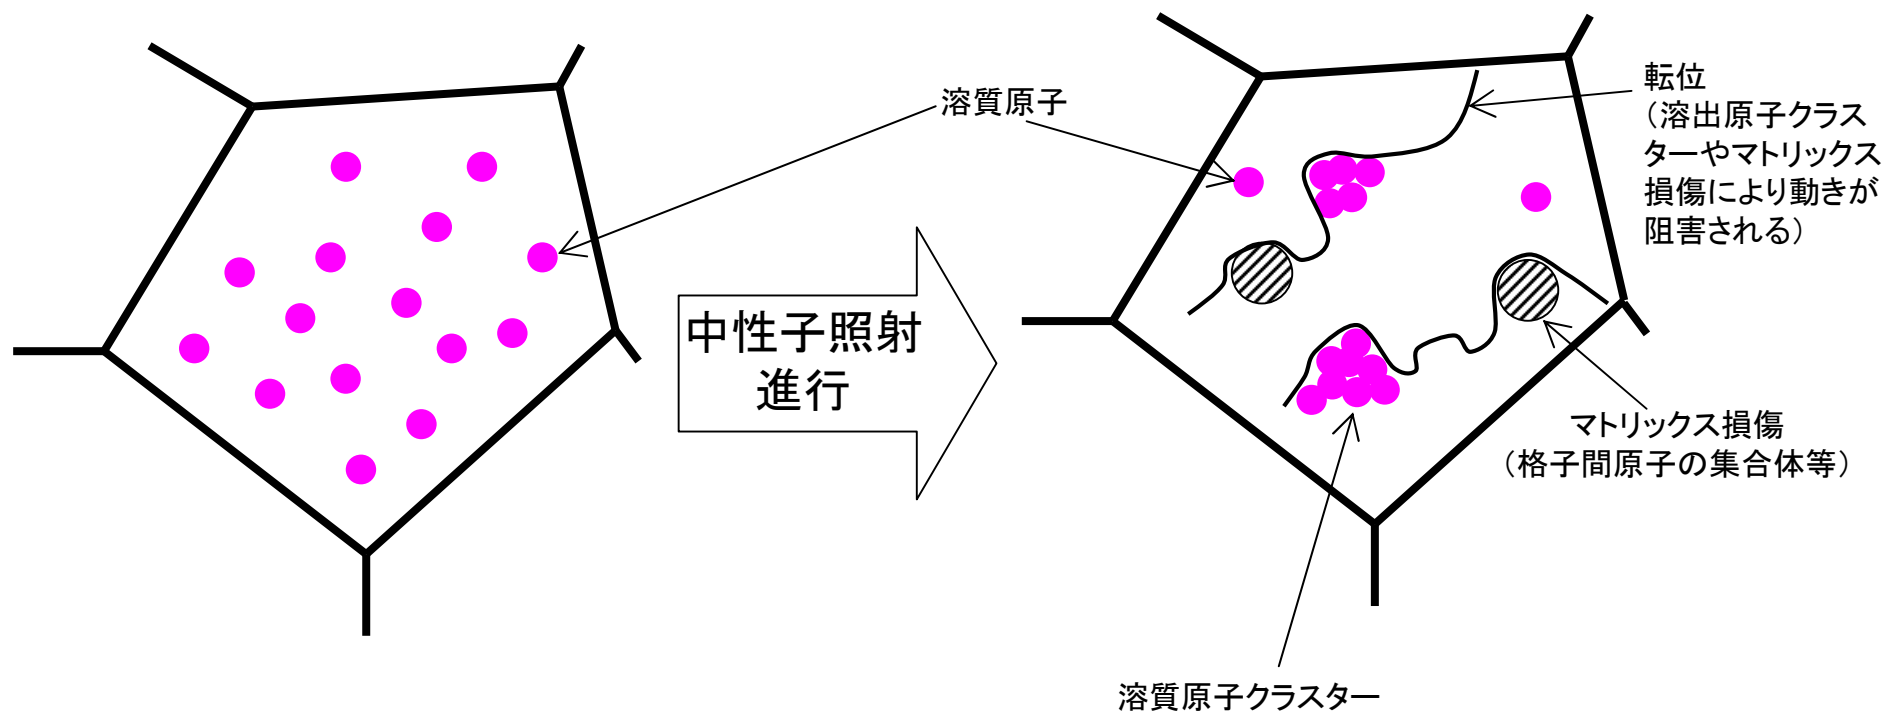 溶質原子
中性子照射
進行
転位
（溶出原子クラス
ターやマトリックス
損傷により動きが
阻害される）
マトリックス損傷
（格子間原子の集合体等）
溶質原子クラスター